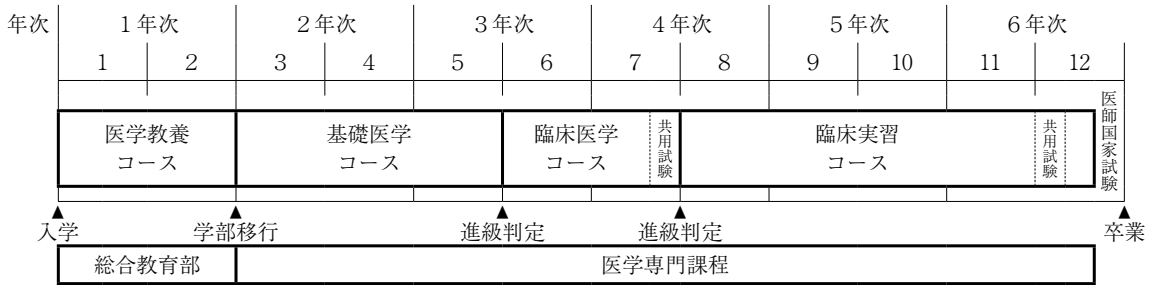 年次 1年次 2年次 3年次 4年次 5年次 6年次
1 2 3 4 5 6 7 8 9 10 11 12
医学教養コース
基礎医学コース
臨床医学コース
共用試験
臨床実習コース
共用試験
医師国家試験
▲ ▲ ▲ ▲ ▲
入学 学部移行 進級判定 進級判定 卒業
総合教育部 医学専門課程